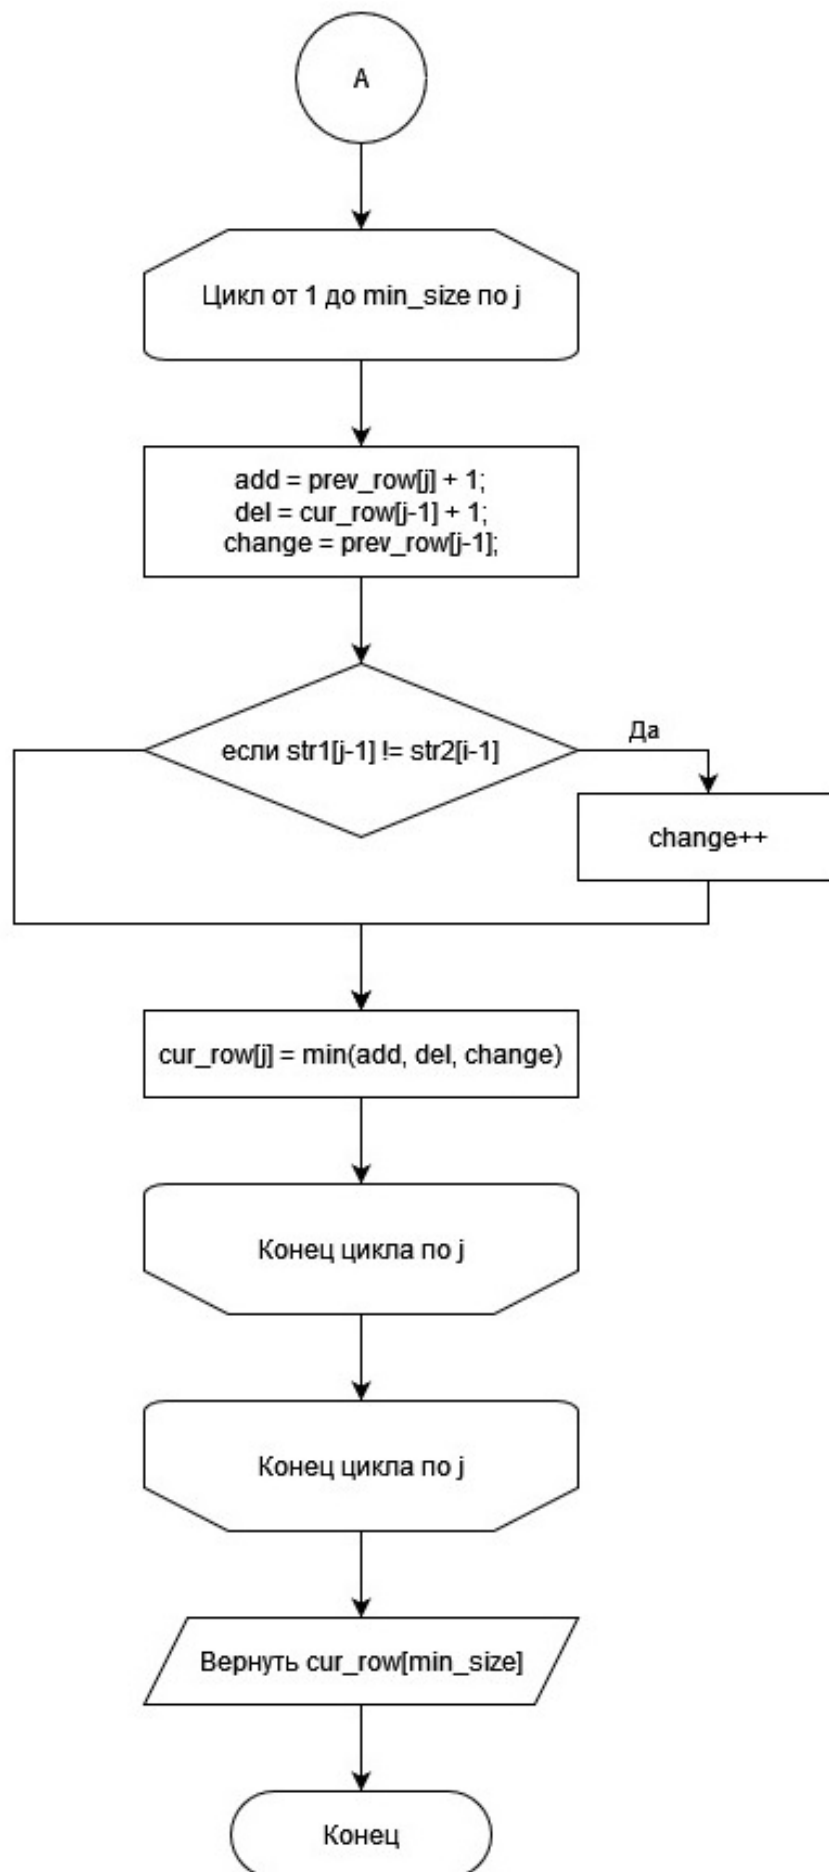 A
Цикл от 1 до min_size по j
add = prev_row[j] + 1;
del = cur_row[j-1] + 1;
change = prev_row[j-1];
если str1[j-1] != str2[i-1]
Да
change++
cur_row[j] = min(add, del, change)
Конец цикла по j
Конец цикла по j
Вернуть cur_row[min_size]
Конец